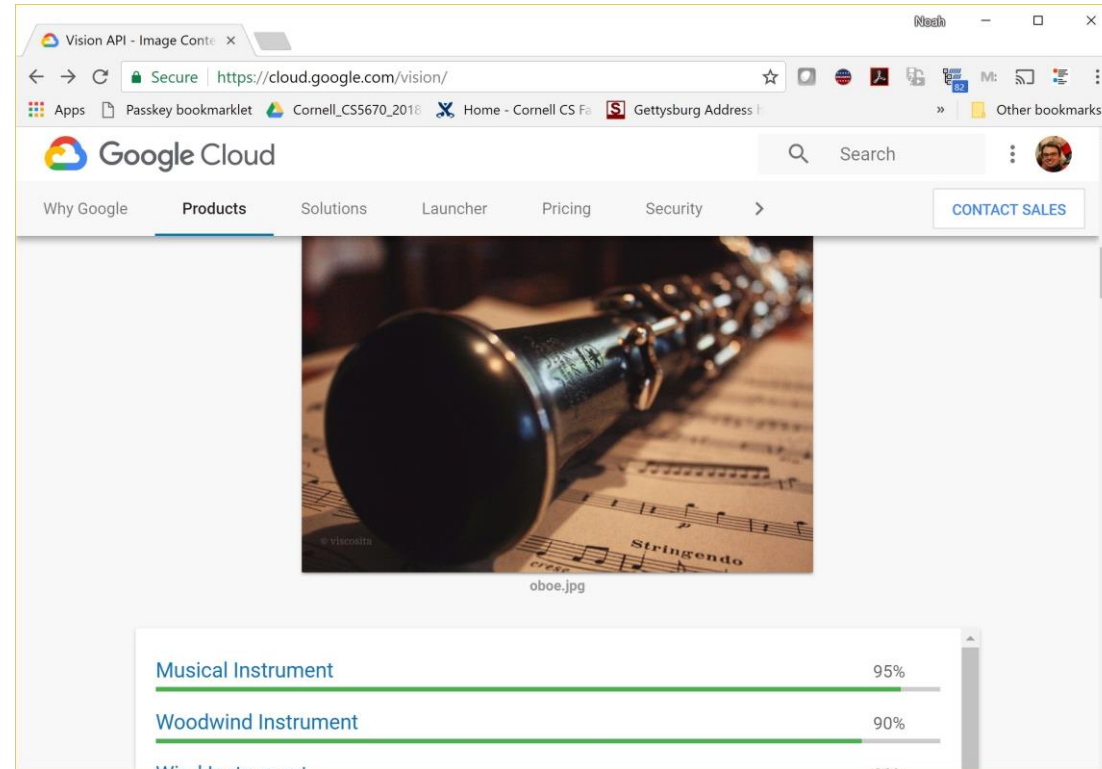 Noah
Vision API - Image Conte
Secure https://cloud.google.com/vision/
M:
82
Apps Passkey bookmarklet Cornell_CS5670_2018 Home - Cornell CS Fa Gettysburg Address h » Other bookmarks
Google Cloud Search
Why Google Products Solutions Launcher Pricing Security CONTACT SALES
p
Stringendo
cresc
© viscosita
oboe.jpg
Musical Instrument 95%
Woodwind Instrument 90%